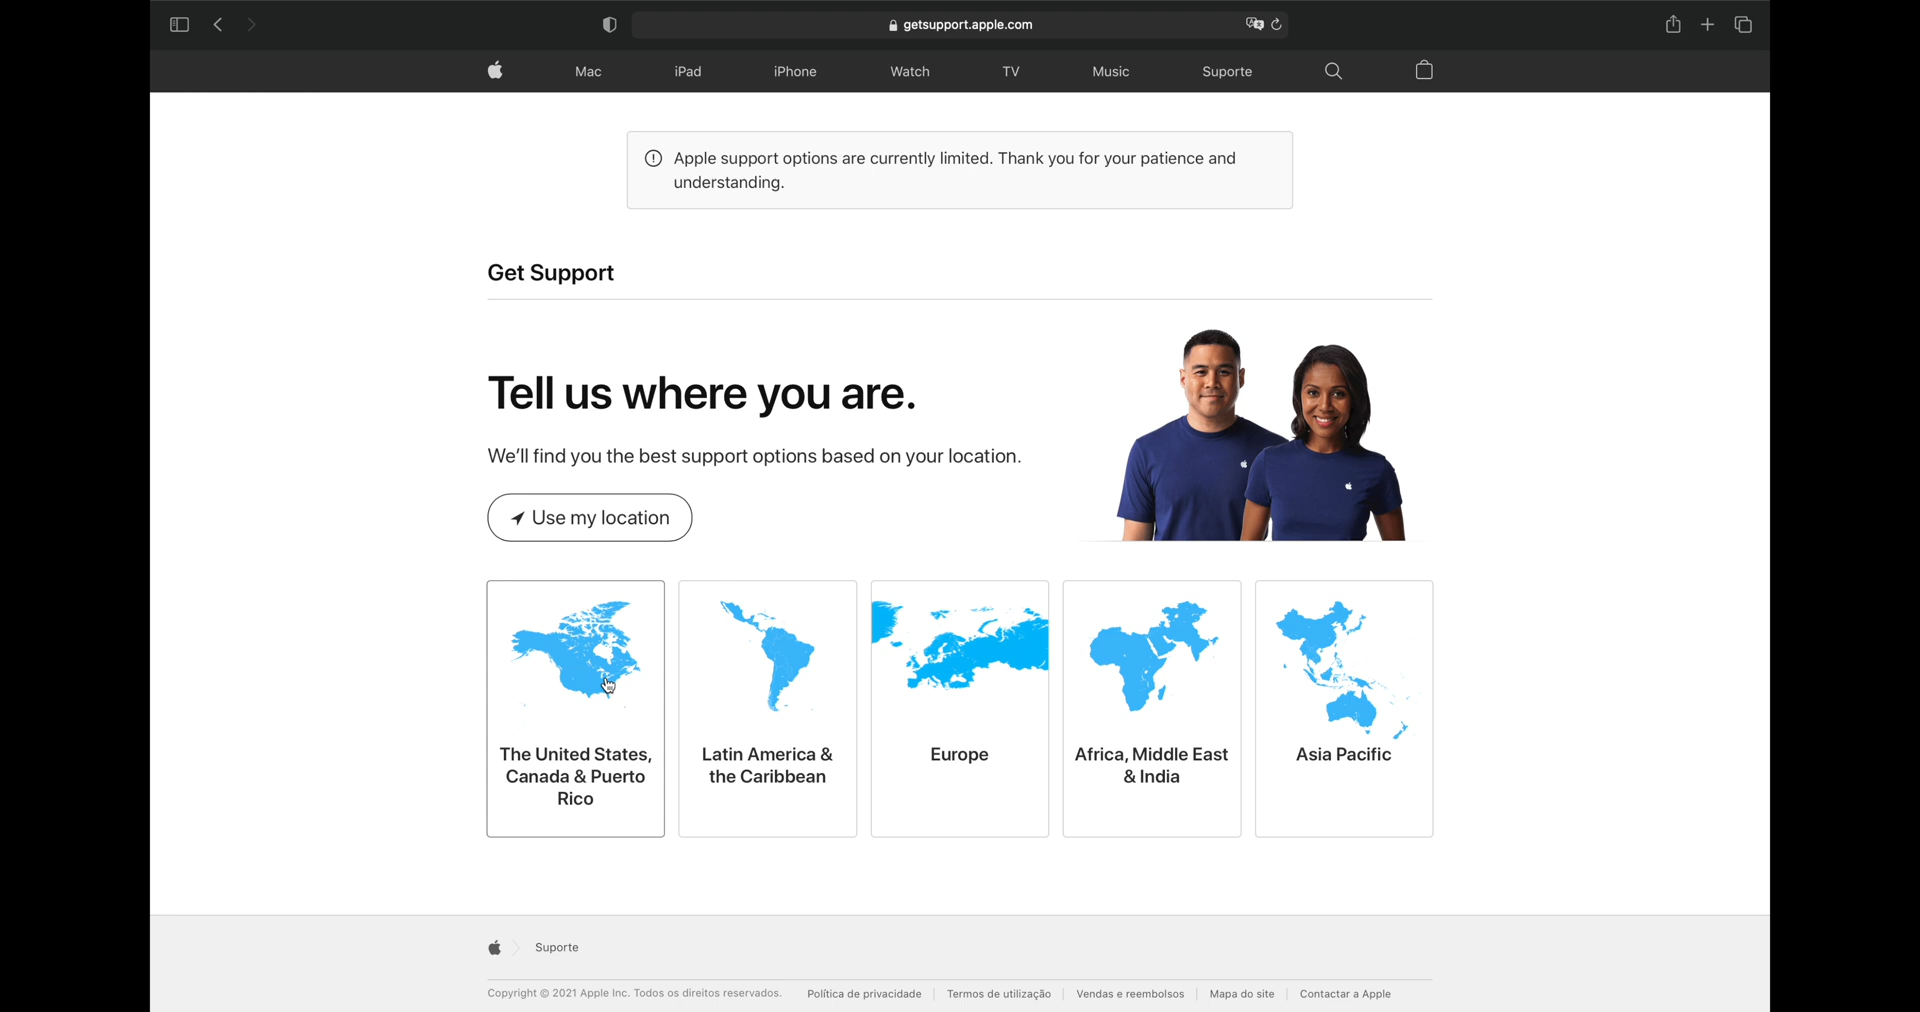 getsupport.apple.com
Mac iPad iPhone Watch TV Music Suporte
Apple support options are currently limited. Thank you for your patience and
understanding.
Get Support
Tell us where you are.
We'll find you the best support options based on your location.
Use my location
The United States,
Canada & Puerto
Rico
Latin America &
the Caribbean
Europe
Africa, Middle East
& India
Asia Pacific
Suporte
Copyright © 2021 Apple Inc. Todos os direitos reservados. Política de privacidade Termos de utilização Vendas e reembolsos Mapa do site Contactar a Apple